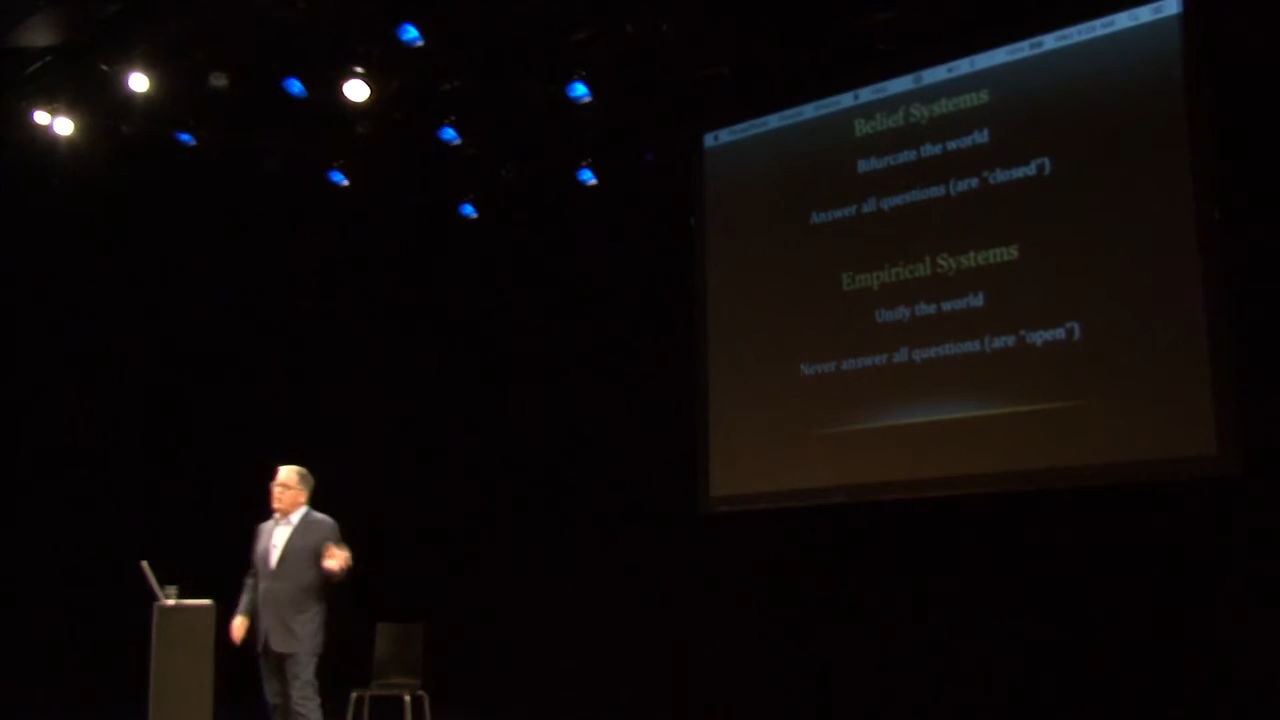 Belief Systems
Bifurcate the world
Answer all questions (are "closed")
Empirical Systems
Unify the world
Never answer all questions (are "open")